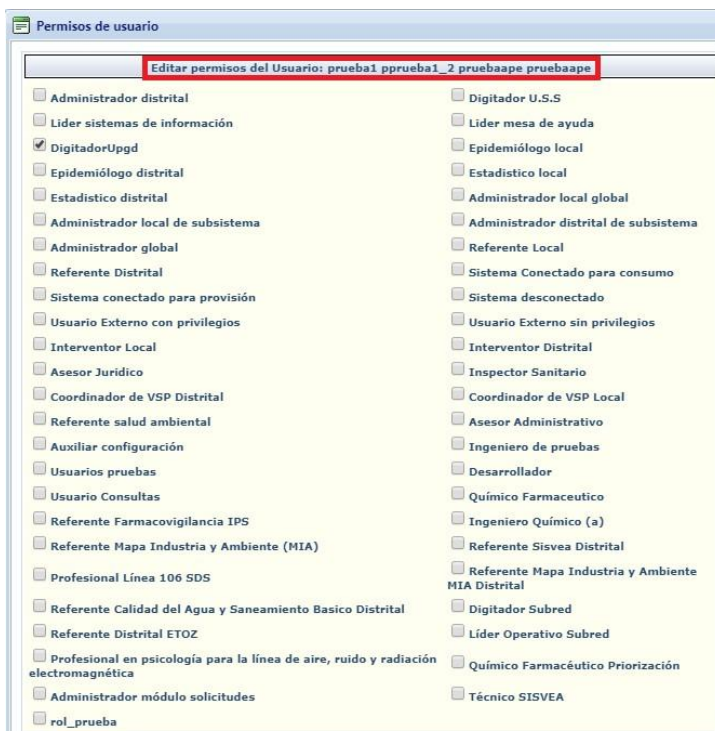 Permisos de usuario
Editar permisos del Usuario: prueba1 pprueba1_2 pruebaape pruebaape
Administrador distrital
Digitador U.S.S
Lider sistemas de información
Lider mesa de ayuda
DigitadorUpgd
Epidemiólogo local
Epidemiólogo distrital
Estadistico local
Estadistico distrital
Administrador local global
Administrador local de subsistema
Administrador distrital de subsistema
Administrador global
Referente Local
Referente Distrital
Sistema Conectado para consumo
Sistema conectado para provisión
Sistema desconectado
Usuario Externo con privilegios
Usuario Externo sin privilegios
Interventor Local
Interventor Distrital
Asesor Juridico
Inspector Sanitario
Coordinador de VSP Distrital
Coordinador de VSP Local
Referente salud ambiental
Asesor Administrativo
Auxiliar configuración
Ingeniero de pruebas
Usuarios pruebas
Desarrollador
Usuario Consultas
Químico Farmaceutico
Referente Farmacovigilancia IPS
Ingeniero Químico (a)
Referente Mapa Industria y Ambiente (MIA)
Referente Sisvea Distrital
Profesional Línea 106 SDS
Referente Mapa Industria y Ambiente
MIA Distrital
Referente Calidad del Agua y Saneamiento Basico Distrital
Digitador Subred
Referente Distrital ETOZ
Líder Operativo Subred
Profesional en psicología para la línea de aire, ruido y radiación
electromagnética
Químico Farmacéutico Priorización
Administrador módulo solicitudes
Técnico SISVEA
rol_prueba